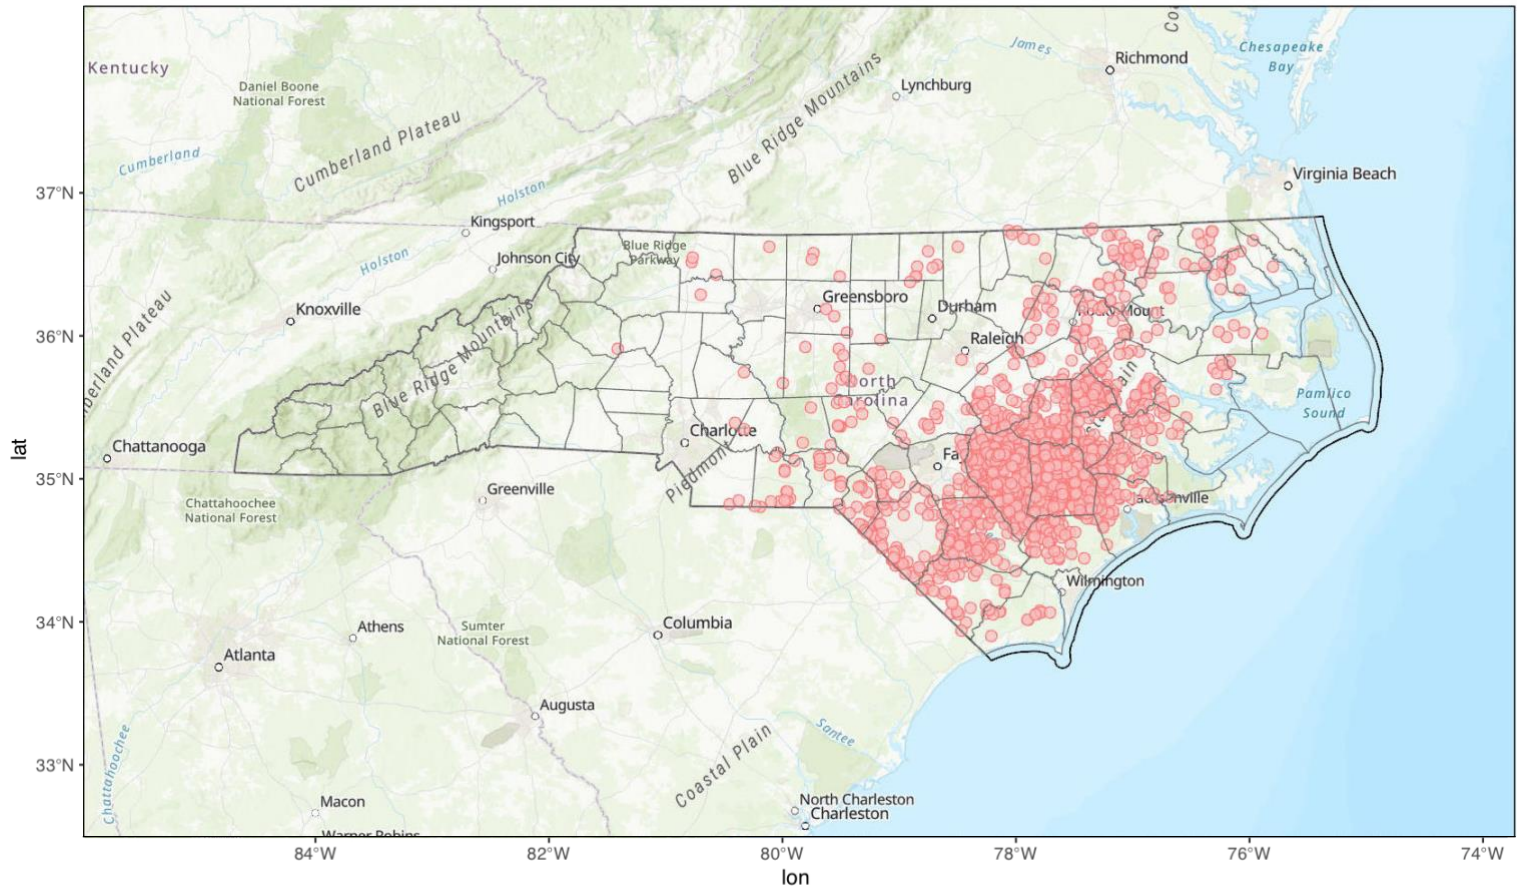 Kentucky
Daniel Boone
National Forest
Cumberland
Cumberland Plateau
Holston
Blue Ridge Mountains
James
Lynchburg
Richmond
Chesapeake
Bay
Virginia Beach
37°N
Kingsport
Johnson City
Holston
Blue Ridge
Parkway
Knoxville
Greensboro
Durham
Raleigh
36°N
Blue Ridge Mountains
Pamlico
Sound
lat
Chattanooga
Charlotte
Piedmont
35°N
Greenville
Chattahoochee
National Forest
Wilmington
34°N
Athens
Sumter
National Forest
Columbia
Atlanta
Augusta
Santee
33°N
Chattahoochee
Coastal Plain
Macon
North Charleston
Charleston
Warner Robins
84°W
82°W
80°W
78°W
76°W
74°W
lon